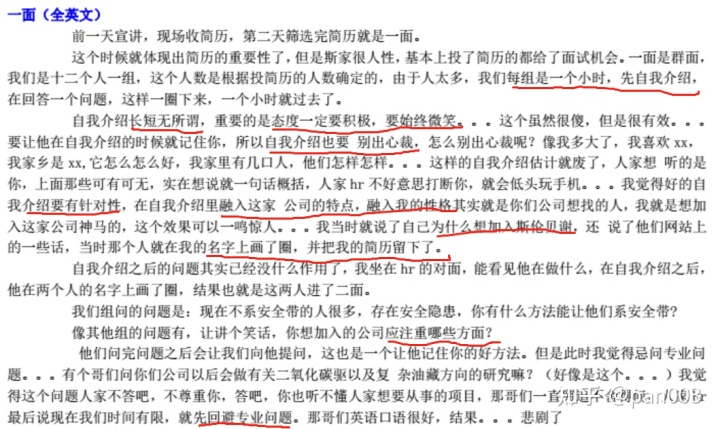 一面（全英文）
前一天宣讲，现场收简历，第二天筛选完简历就是一面。
这个时候就体现出简历的重要性了，但是斯家很人性，基本上投了简历的都给了面试机会。一面是群面，
我们是十二个人一组，这个人数是根据投简历的人数确定的，由于人太多，我们每组是一个小时，先自我介绍，
在回答一个问题，这样一圈下来，一个小时就过去了。
自我介绍长短无所谓，重要的是态度一定要积极，要始终微笑。。。这个虽然很傻，但是很有效。。。
要让他在自我介绍的时候就记住你，所以自我介绍也要 别出心裁，怎么别出心裁呢？像我多大了，我喜欢 xx，
我家乡是 xx,它怎么怎么好，我家里有几口人，他们怎样怎样。。。这样的自我介绍估计就废了，人家想 听的是
你，上面那些可有可无，实在想说就一句话概括，人家 hr 不好意思打断你，就会低头玩手机。。。我觉得好的自
我介绍要有针对性，在自我介绍里融入这家 公司的特点，融入我的性格其实就是你们公司想找的人，我就是想加
入这家公司神马的，这个效果可以一鸣惊人。。。我当时就说了自己为什么想加入斯伦贝谢，还 说了他们网站上
的一些话，当时那个人就在我的名字上画了圈，并把我的简历留下了。
自我介绍之后的问题其实已经没什么作用了，我坐在 hr 的对面，能看见他在做什么，在自我介绍之后，
他在两个人的名字上画了圈，结果也就是这两人进了二面。
我们组问的问题是：现在不系安全带的人很多，存在安全隐患，你有什么方法能让他们系安全带?
像其他组的问题有，让讲个笑话，你想加入的公司应注重哪些方面？
他们问完问题之后会让我们向他提问，这也是一个让他记住你的好方法。但是此时我觉得忌问专业问
题。。。有个哥们问你们公司以后会做有关二氧化碳驱以及复 杂油藏方向的研究嘛？（好像是这个。。。）我觉
得这个问题人家不答吧，不尊重你，答吧，你也听不懂人家想要从事的项目，那哥们一直
最后说现在我们时间有限，就先回避专业问题。那哥们英语口语很好，结果。。。悲剧了
知乎 @pan006